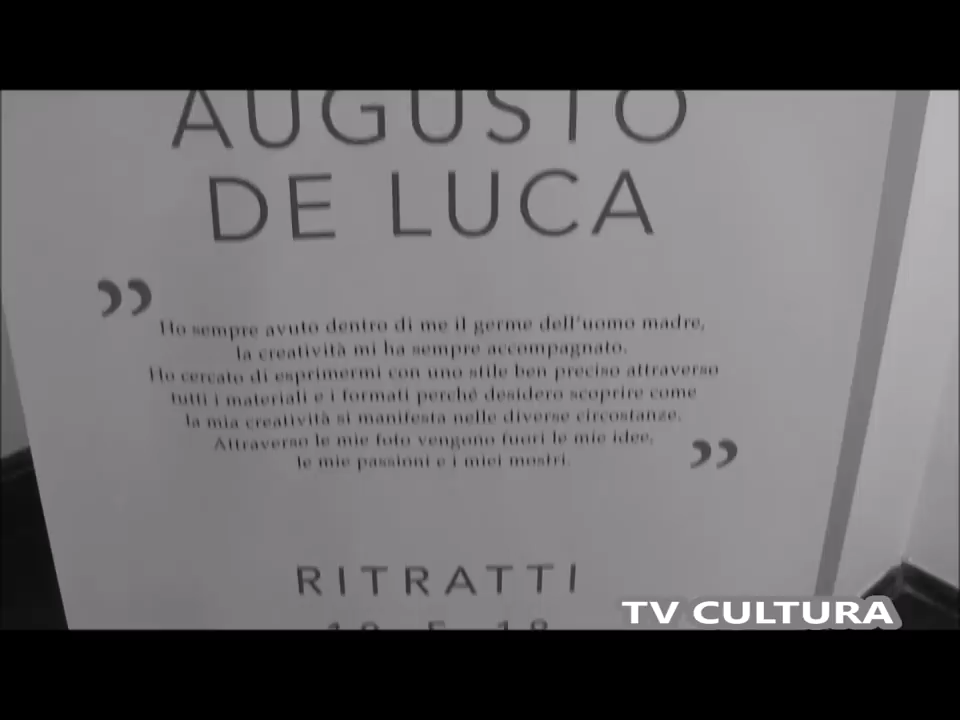 AUGUSTO
DE LUCA
”
Ho sempre avuto dentro di me il germe dell'uomo madre,
la creatività mi ha sempre accompagnato.
Ho cercato di esprimermi con uno stile ben preciso attraverso
tutti i materiali e i formati perché desidero scoprire come
la mia creatività si manifesta nelle diverse circostanze.
Attraverso le mie foto vengono fuori le mie idee,
le mie passioni e i miei mostri.
”
RITRATTI
TV CULTURA